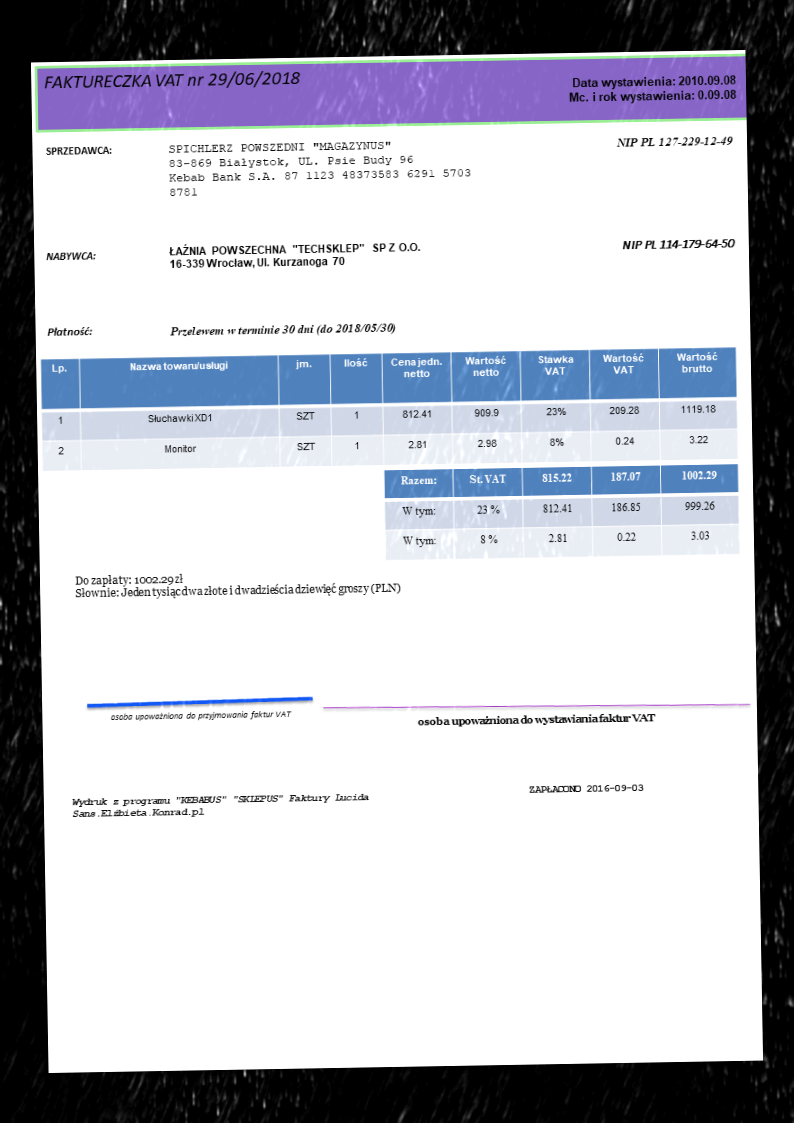 FAKTURECZKA VAT nr 29/06/2018
Data wystawienia: 2010.09.08
Mc. i rok wystawienia: 0.09.08
SPRZEDAWCA:
SPICHLERZ POWSZEDNI "MAGAZYNUS"
83-869 Białystok, UL. Psie Budy 96
Kebab Bank S.A. 87 1123 48373583 6291 5703
8781
NIP PL 127-229-12-49
NABYWCA:
ŁAŹNIA POWSZECHNA "TECHSKLEP" SP Z O.O.
16-339 Wrocław, Ul. Kurzanoga 70
NIP PL 114-179-64-50
Płatność:
Przelewem w terminie 30 dni (do 2018/05/30)
Lp. Nazwa towaru/usługi jm. Ilość Cena jedn. netto Wartość netto Stawka VAT Wartość VAT Wartość brutto
1 Słuchawki XD1 SZT 1 812.41 909.9 23% 209.28 1119.18
2 Monitor SZT 1 2.81 2.98 8% 0.24 3.22
Razem: St. VAT 815.22 187.07 1002.29
W tym: 23 % 812.41 186.85 999.26
W tym: 8 % 2.81 0.22 3.03
Do zapłaty: 1002.29 zł
Słownie: Jeden tysiąc dwa złote i dwadzieścia dziewięć groszy (PLN)
osoba upoważniona do przyjmowania faktur VAT
osoba upoważniona do wystawiania faktur VAT
Wydruk z programu "KEBABUS" "SKLEPUS" Faktury Lucida
Sans.Elżbieta.Konrad.pl
ZAPŁACONO 2016-09-03